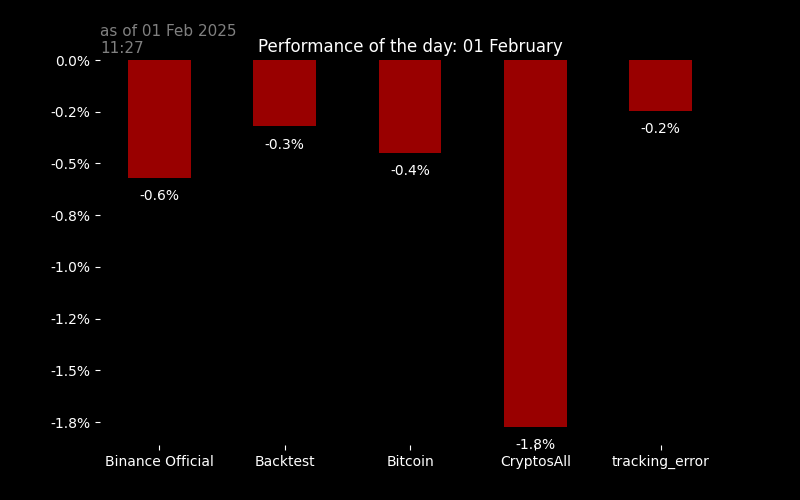 as of 01 Feb 2025
11:27
Performance of the day: 01 February
0.0%
-0.2%
-0.5%
-0.8%
-1.0%
-1.2%
-1.5%
-1.8%
-0.6%
-0.3%
-0.4%
-1.8%
-0.2%
Binance Official
Backtest
Bitcoin
CryptosAll
tracking_error